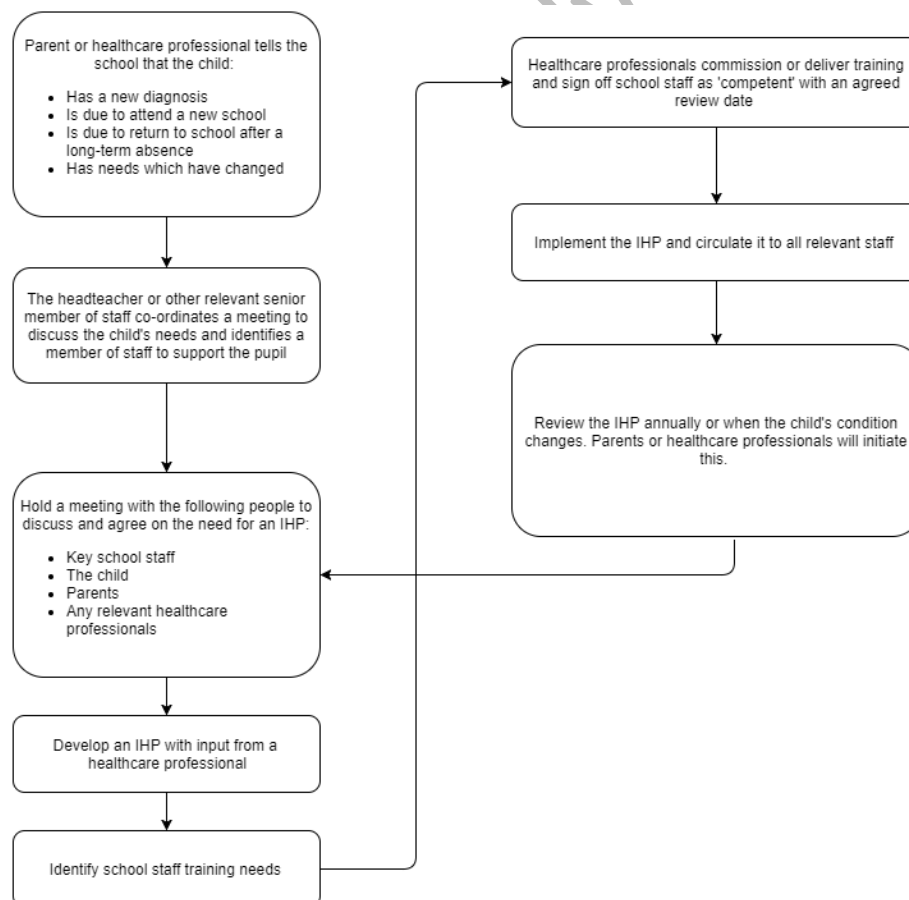 Parent or healthcare professional tells the
school that the child:
• Has a new diagnosis
• Is due to attend a new school
• Is due to return to school after a
long-term absence
• Has needs which have changed
The headteacher or other relevant senior
member of staff co-ordinates a meeting to
discuss the child's needs and identifies a
member of staff to support the pupil
Hold a meeting with the following people to
discuss and agree on the need for an IHP:
• Key school staff
• The child
• Parents
• Any relevant healthcare
professionals
Develop an IHP with input from a
healthcare professional
Identify school staff training needs
Healthcare professionals commission or deliver training
and sign off school staff as 'competent' with an agreed
review date
Implement the IHP and circulate it to all relevant staff
Review the IHP annually or when the child's condition
changes. Parents or healthcare professionals will initiate
this.